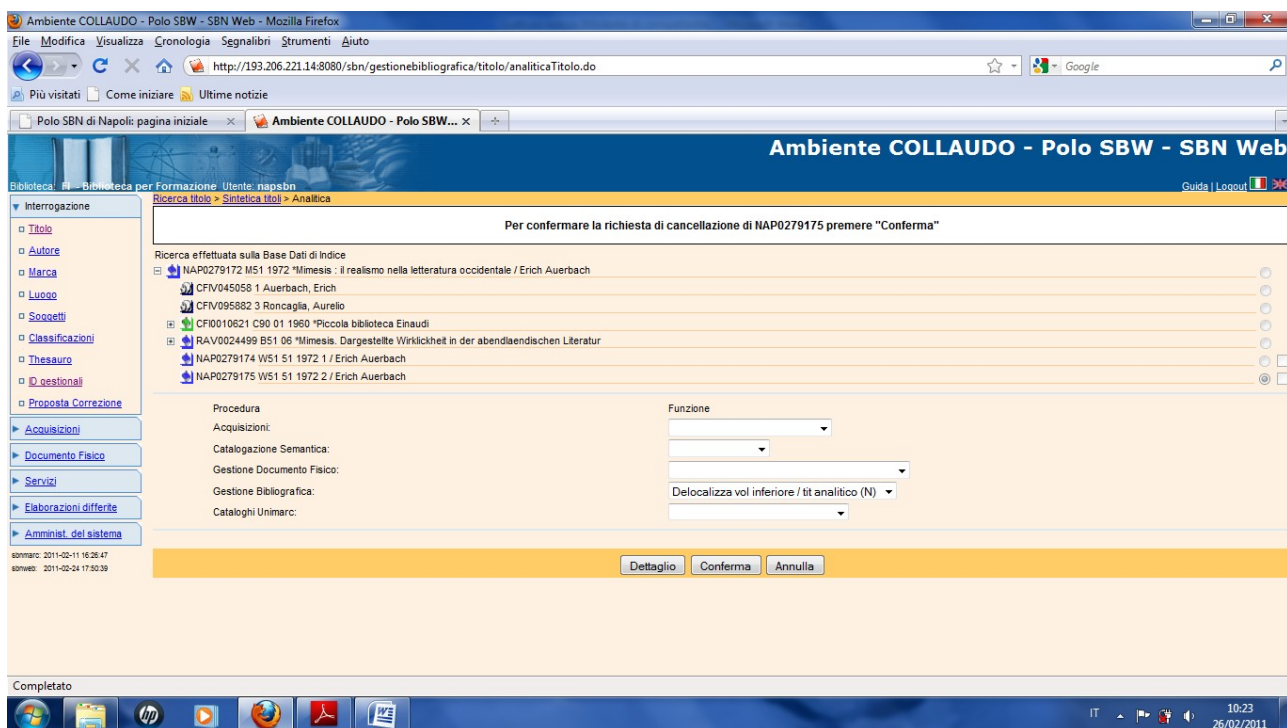 Ambiente COLLAUDO - Polo SBW - SBN Web - Mozilla Firefox
File Modifica Visualizza Cronologia Segnalibri Strumenti Aiuto
http://193.206.221.14:8080/sbn/gestionebibliografica/titolo/analiticaTitolo.do Google
Più visitati Come iniziare Ultime notizie
Polo SBN di Napoli: pagina iniziale Ambiente COLLAUDO - Polo SBW...
Ambiente COLLAUDO - Polo SBW - SBN Web
Biblioteca: FI - Biblioteca per Formazione Utente: napsbn Guida | Logout
Interrogazione
Titolo
Autore
Marca
Luogo
Soggetti
Classificazioni
Thesauro
ID gestionali
Proposta Correzione
Acquisizioni
Documento Fisico
Servizi
Elaborazioni differite
Amminist. del sistema
sbnmarc: 2011-02-11 16:26:47
sbnweb: 2011-02-24 17:50:39
Ricerca titolo > Sintetica titoli > Analitica
Per confermare la richiesta di cancellazione di NAP0279175 premere "Conferma"
Ricerca effettuata sulla Base Dati di Indice
NAP0279172 M51 1972 *Mimesis : il realismo nella letteratura occidentale / Erich Auerbach
CFIV045058 1 Auerbach, Erich
CFIV095882 3 Roncaglia, Aurelio
CFI0010621 C90 01 1960 *Piccola biblioteca Einaudi
RAV0024499 B51 06 *Mimesis. Dargestellte Wirklickheit in der abendlaendischen Literatur
NAP0279174 W51 51 1972 1 / Erich Auerbach
NAP0279175 W51 51 1972 2 / Erich Auerbach
Procedura Funzione
Acquisizioni:
Catalogazione Semantica:
Gestione Documento Fisico:
Gestione Bibliografica: Delocalizza vol inferiore / tit analitico (N)
Cataloghi Unimarc:
Dettaglio Conferma Annulla
Completato
IT 10:23
26/02/2011